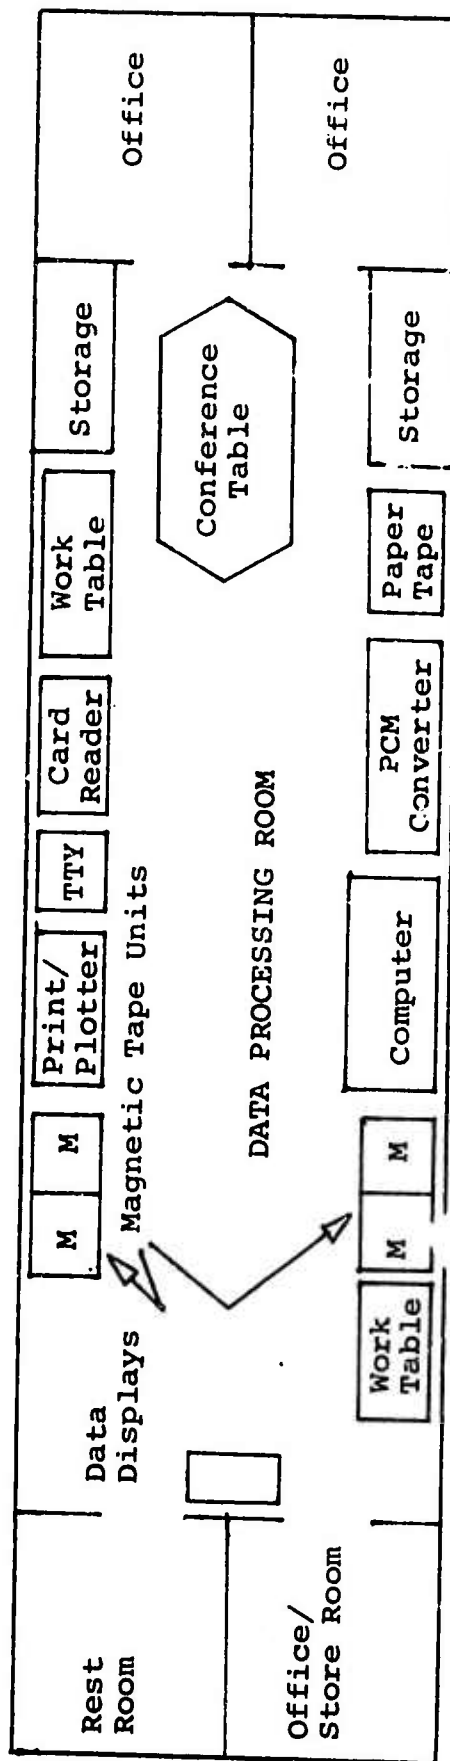 Rest
Room
Data
Displays
M
M
Print/
Plotter
TTY
Card
Reader
Work
Table
Storage
Office
Magnetic Tape Units
DATA PROCESSING ROOM
Conference
Table
Office/
Store Room
Work
Table
M
M
Computer
PCM
Converter
Paper
Tape
Storage
Office